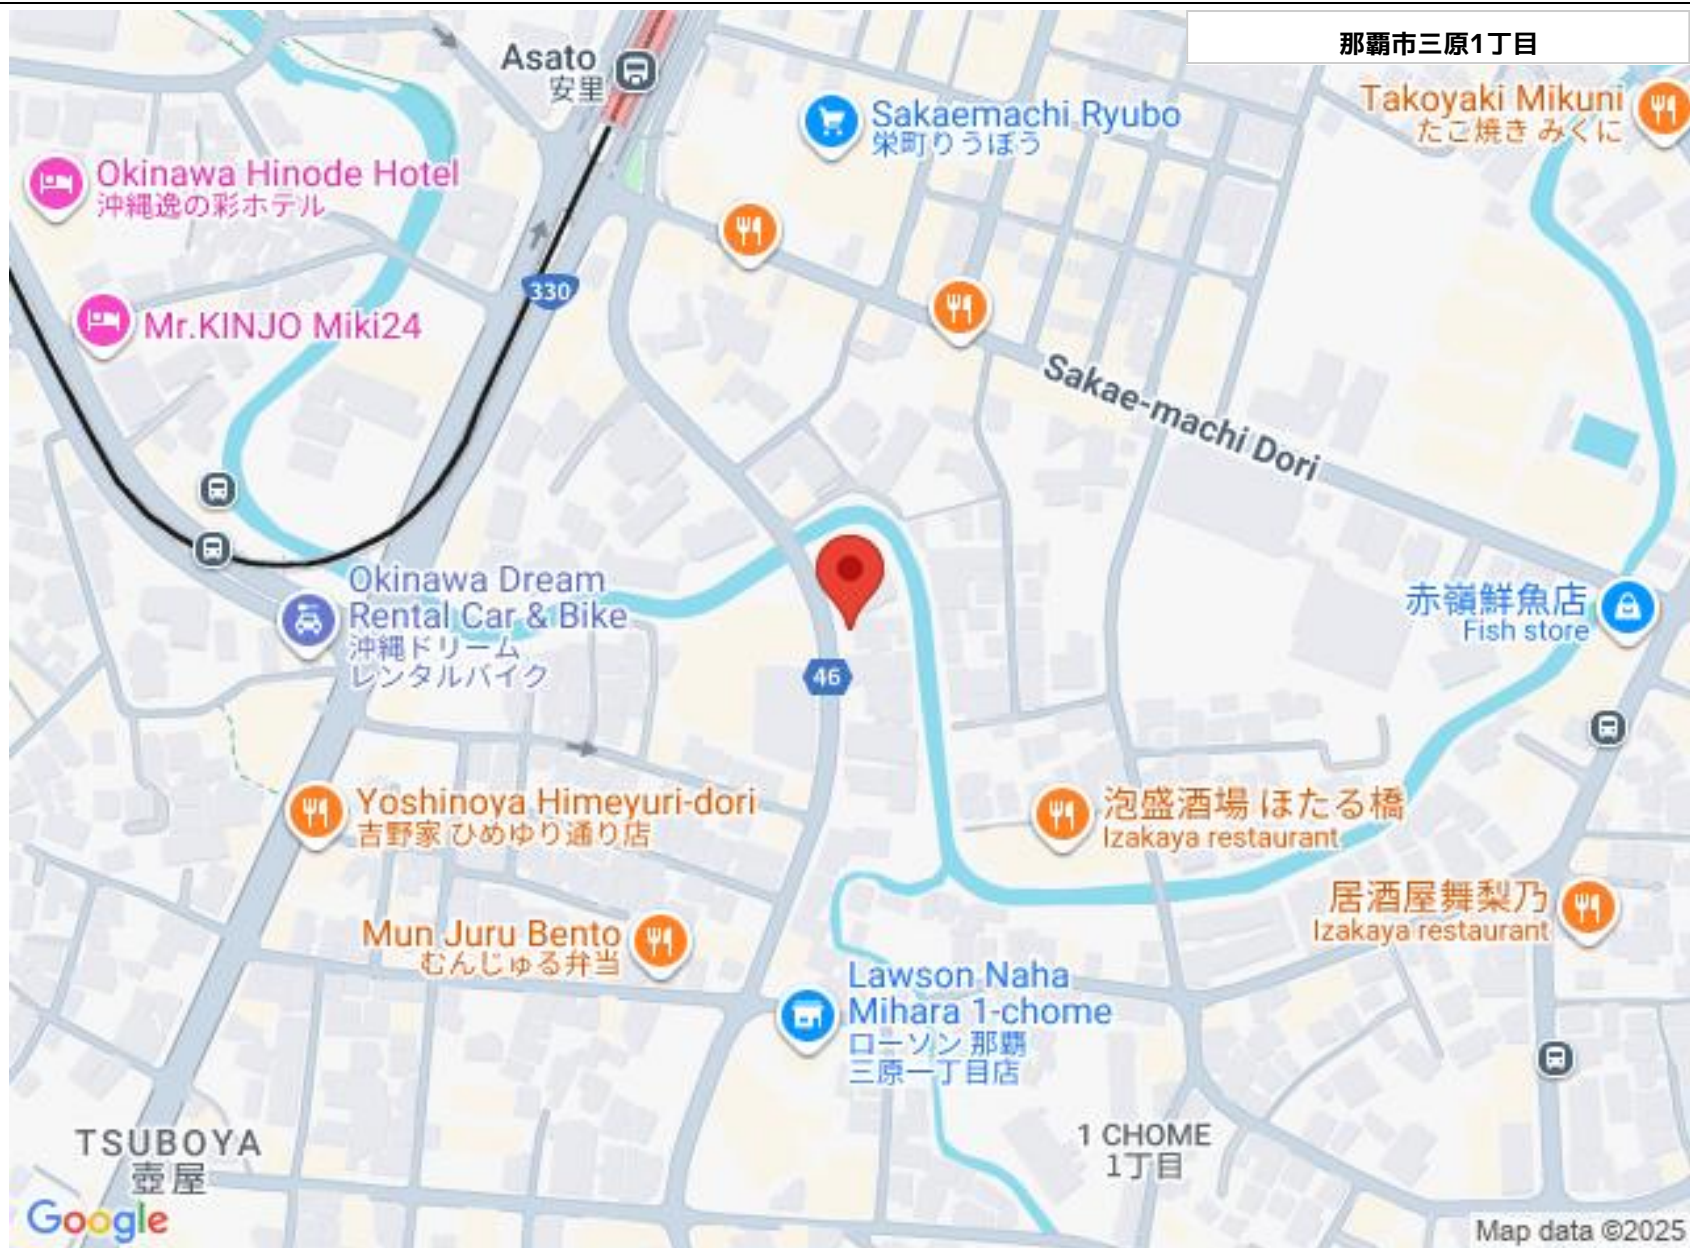 那覇市三原1丁目
Asato
安里
Sakaemachi Ryubo
栄町りうぼう
Takoyaki Mikuni
たこ焼き みくに
Okinawa Hinode Hotel
沖縄逸の彩ホテル
330
Mr.KINJO Miki24
Sakae-machi Dori
Okinawa Dream
Rental Car & Bike
沖縄ドリーム
レンタルバイク
赤嶺鮮魚店
Fish store
46
Yoshinoya Himeyuri-dori
吉野家 ひめゆり通り店
泡盛酒場 ほたる橋
Izakaya restaurant
居酒屋舞梨乃
Izakaya restaurant
Mun Juru Bento
むんじゅる弁当
Lawson Naha
Mihara 1-chome
ローソン 那覇
三原一丁目店
TSUBOYA
壺屋
1 CHOME
1丁目
Google
Map data ©2025